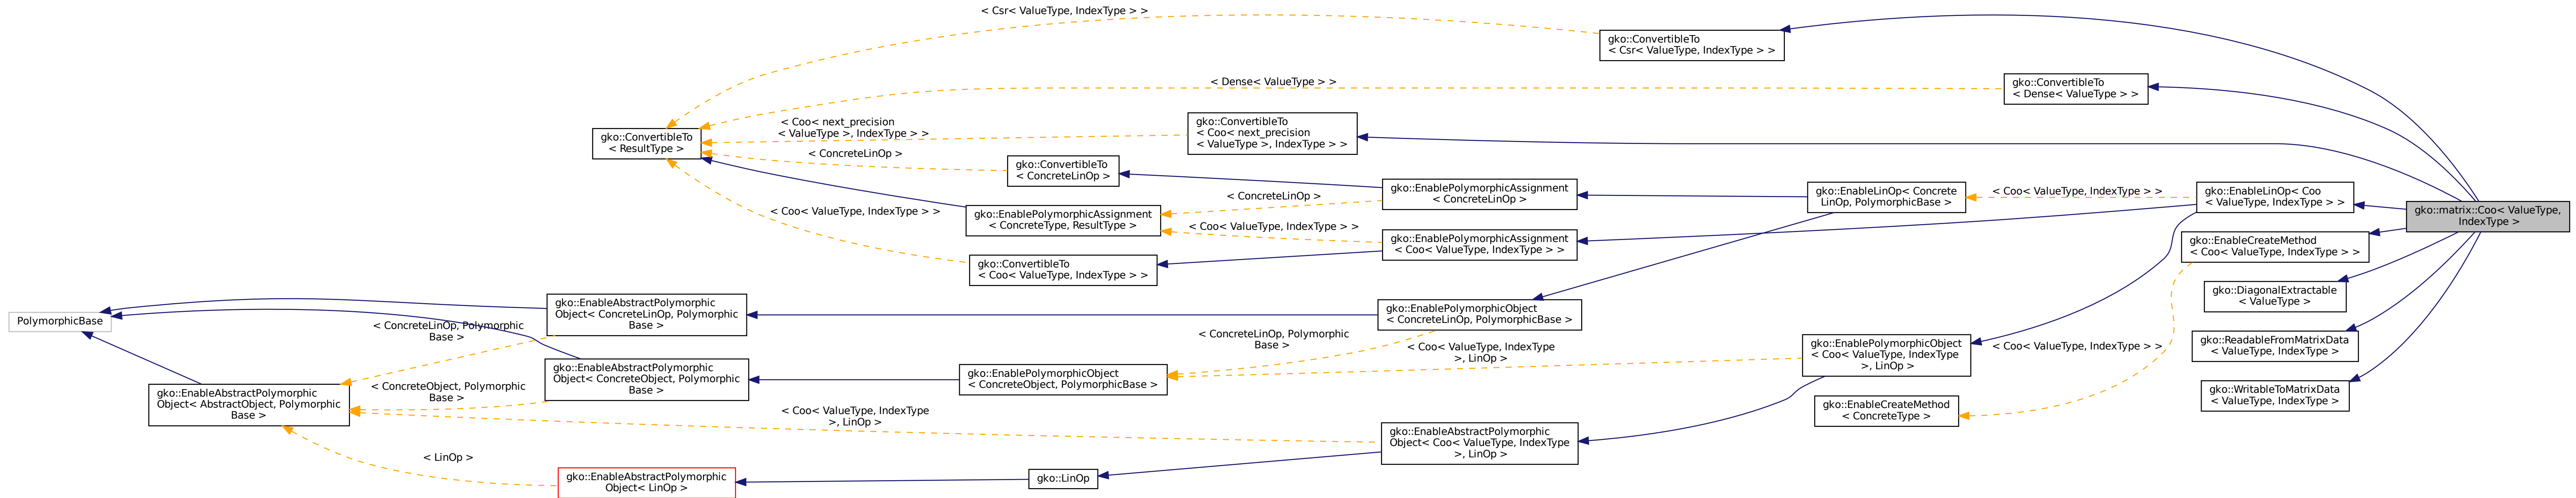 < Csr< ValueType, IndexType > >
gko::ConvertibleTo
< Csr< ValueType, IndexType > >
< Dense< ValueType > >
gko::ConvertibleTo
< Dense< ValueType > >
gko::ConvertibleTo
< ResultType >
< Coo< next_precision
< ValueType >, IndexType > >
gko::ConvertibleTo
< Coo< next_precision
< ValueType >, IndexType > >
< ConcreteLinOp >
gko::ConvertibleTo
< ConcreteLinOp >
gko::EnablePolymorphicAssignment
< ConcreteLinOp >
gko::EnableLinOp< Concrete
LinOp, PolymorphicBase >
< Coo< ValueType, IndexType > >
gko::EnableLinOp< Coo
< ValueType, IndexType > >
gko::matrix::Coo< ValueType,
IndexType >
< Coo< ValueType, IndexType > >
gko::EnablePolymorphicAssignment
< ConcreteType, ResultType >
< ConcreteLinOp >
< Coo< ValueType, IndexType > >
gko::EnablePolymorphicAssignment
< Coo< ValueType, IndexType > >
gko::EnableCreateMethod
< Coo< ValueType, IndexType > >
gko::ConvertibleTo
< Coo< ValueType, IndexType > >
gko::DiagonalExtractable
< ValueType >
PolymorphicBase
gko::EnableAbstractPolymorphic
Object< ConcreteLinOp, Polymorphic
Base >
gko::EnablePolymorphicObject
< ConcreteLinOp, PolymorphicBase >
< ConcreteLinOp, Polymorphic
Base >
< ConcreteLinOp, Polymorphic
Base >
< Coo< ValueType, IndexType
>, LinOp >
gko::EnablePolymorphicObject
< Coo< ValueType, IndexType
>, LinOp >
< Coo< ValueType, IndexType > >
gko::ReadableFromMatrixData
< ValueType, IndexType >
gko::EnableAbstractPolymorphic
Object< ConcreteObject, Polymorphic
Base >
gko::EnablePolymorphicObject
< ConcreteObject, PolymorphicBase >
gko::EnableAbstractPolymorphic
Object< AbstractObject, Polymorphic
Base >
< ConcreteObject, Polymorphic
Base >
gko::WritableToMatrixData
< ValueType, IndexType >
gko::EnableCreateMethod
< ConcreteType >
< Coo< ValueType, IndexType
>, LinOp >
gko::EnableAbstractPolymorphic
Object< Coo< ValueType, IndexType
>, LinOp >
< LinOp >
gko::EnableAbstractPolymorphic
Object< LinOp >
gko::LinOp